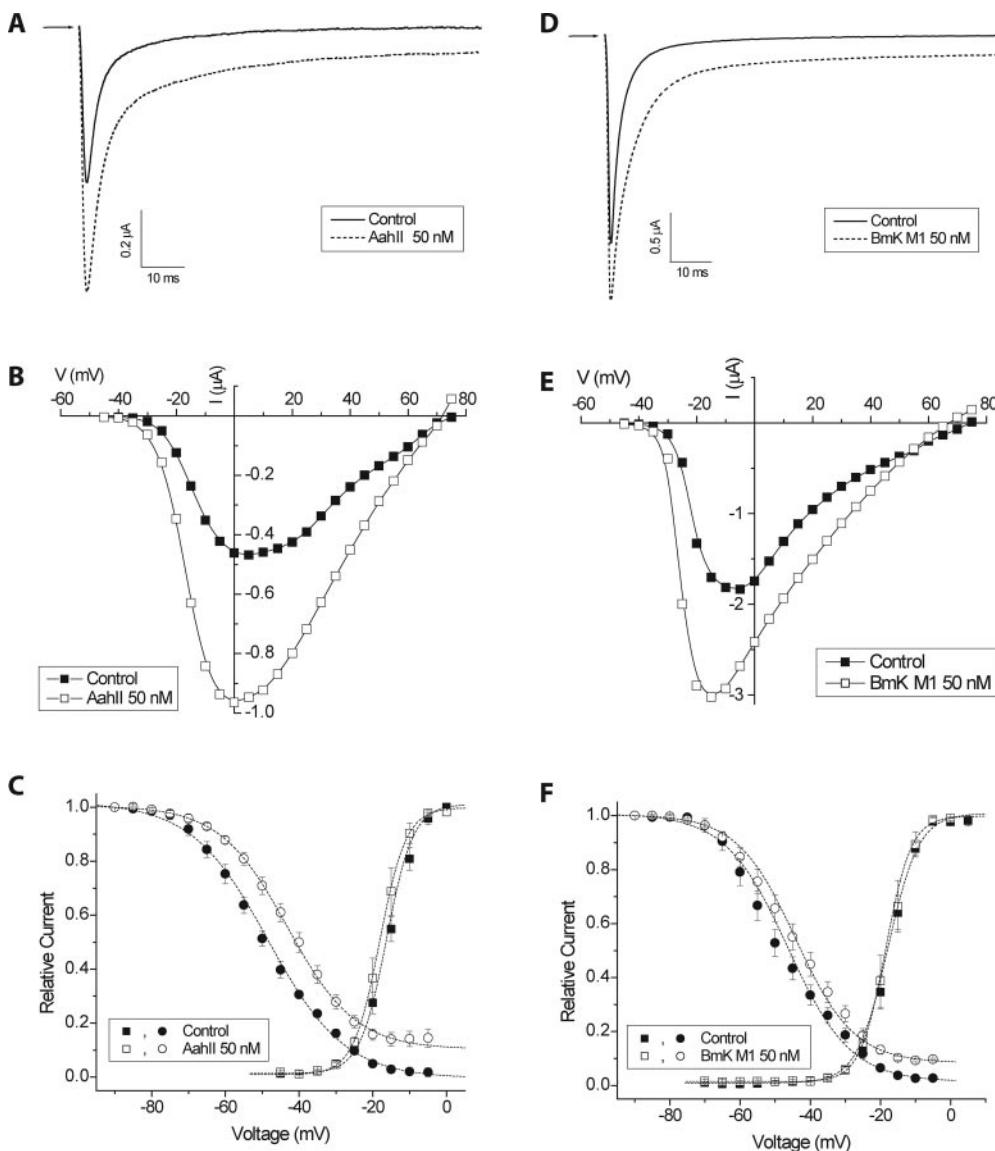 A
Control
AahII 50 nM
0.2 µA
10 ms
D
Control
BmK M1 50 nM
0.5 µA
10 ms
B
V (mV)
I (µA)
-60 -40 -20 20 40 60 80
-0.2
-0.4
-0.6
-0.8
-1.0
Control
AahII 50 nM
E
V (mV)
I (µA)
-60 -40 -20 20 40 60 80
-1
-2
-3
Control
BmK M1 50 nM
C
Relative Current
1.0
0.8
0.6
0.4
0.2
0.0
, Control
, AahII 50 nM
-80 -60 -40 -20 0
Voltage (mV)
F
Relative Current
1.0
0.8
0.6
0.4
0.2
0.0
, Control
, BmK M1 50 nM
-80 -60 -40 -20 0
Voltage (mV)